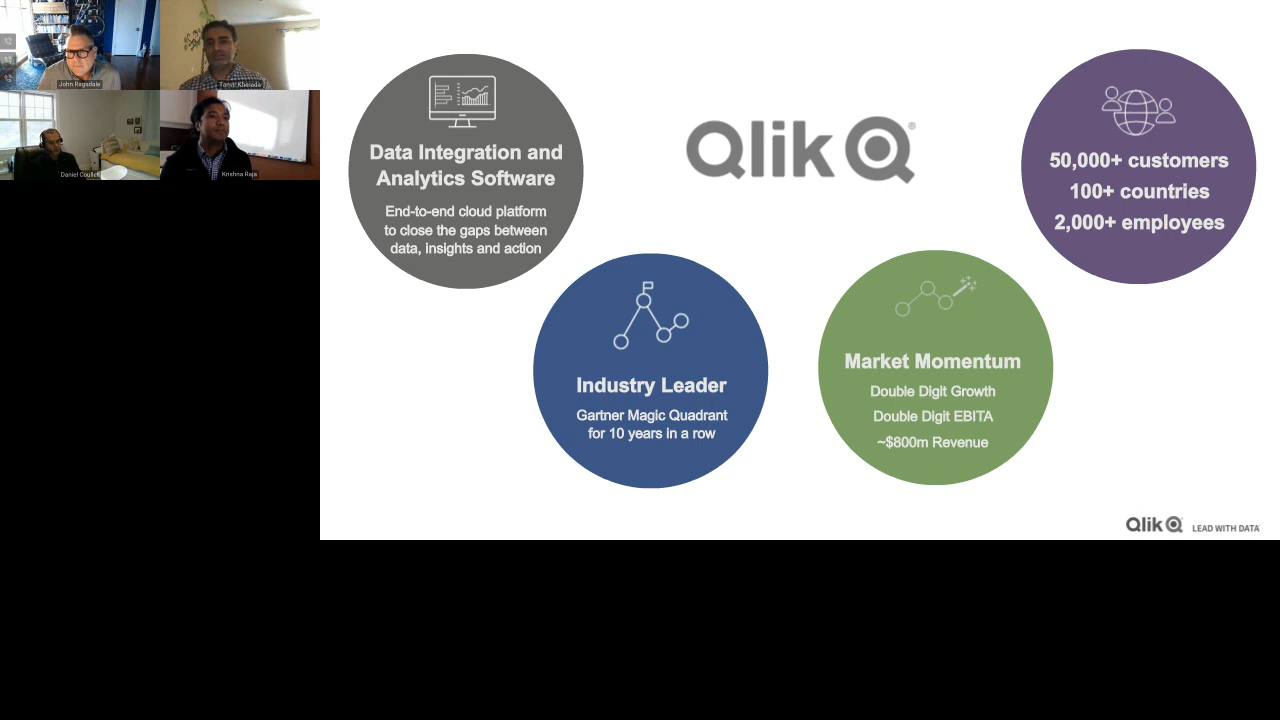 John Ragsdale
Tanvir Kherada
Daniel Coullet
Krishna Raja
Data Integration and
Analytics Software
End-to-end cloud platform
to close the gaps between
data, insights and action
Qlik Q®
50,000+ customers
100+ countries
2,000+ employees
Industry Leader
Gartner Magic Quadrant
for 10 years in a row
Market Momentum
Double Digit Growth
Double Digit EBITA
~$800m Revenue
Qlik Q LEAD WITH DATA